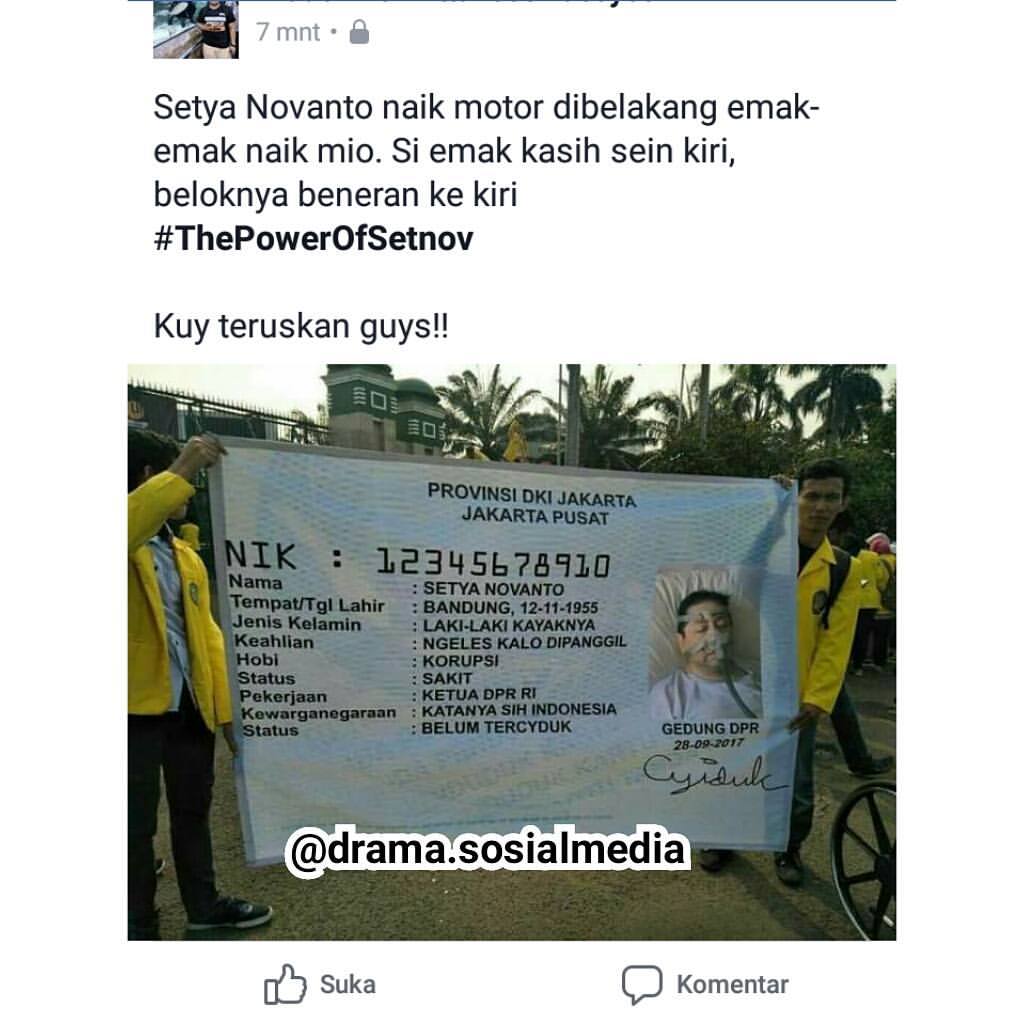 7 mnt •
Setya Novanto naik motor dibelakang emak-
emak naik mio. Si emak kasih sein kiri,
beloknya beneran ke kiri
#ThePowerOfSetnov
Kuy teruskan guys!!
PROVINSI DKI JAKARTA
JAKARTA PUSAT
NIK : 12345678910
Nama : SETYA NOVANTO
Tempat/Tgl Lahir : BANDUNG, 12-11-1955
Jenis Kelamin : LAKI-LAKI KAYAKNYA
Keahlian : NGELES KALO DIPANGGIL
Hobi : KORUPSI
Status : SAKIT
Pekerjaan : KETUA DPR RI
Kewarganegaraan : KATANYA SIH INDONESIA
Status : BELUM TERCYDUK
GEDUNG DPR
28-09-2017
Cyiduk
@drama.sosialmedia
Suka
Komentar